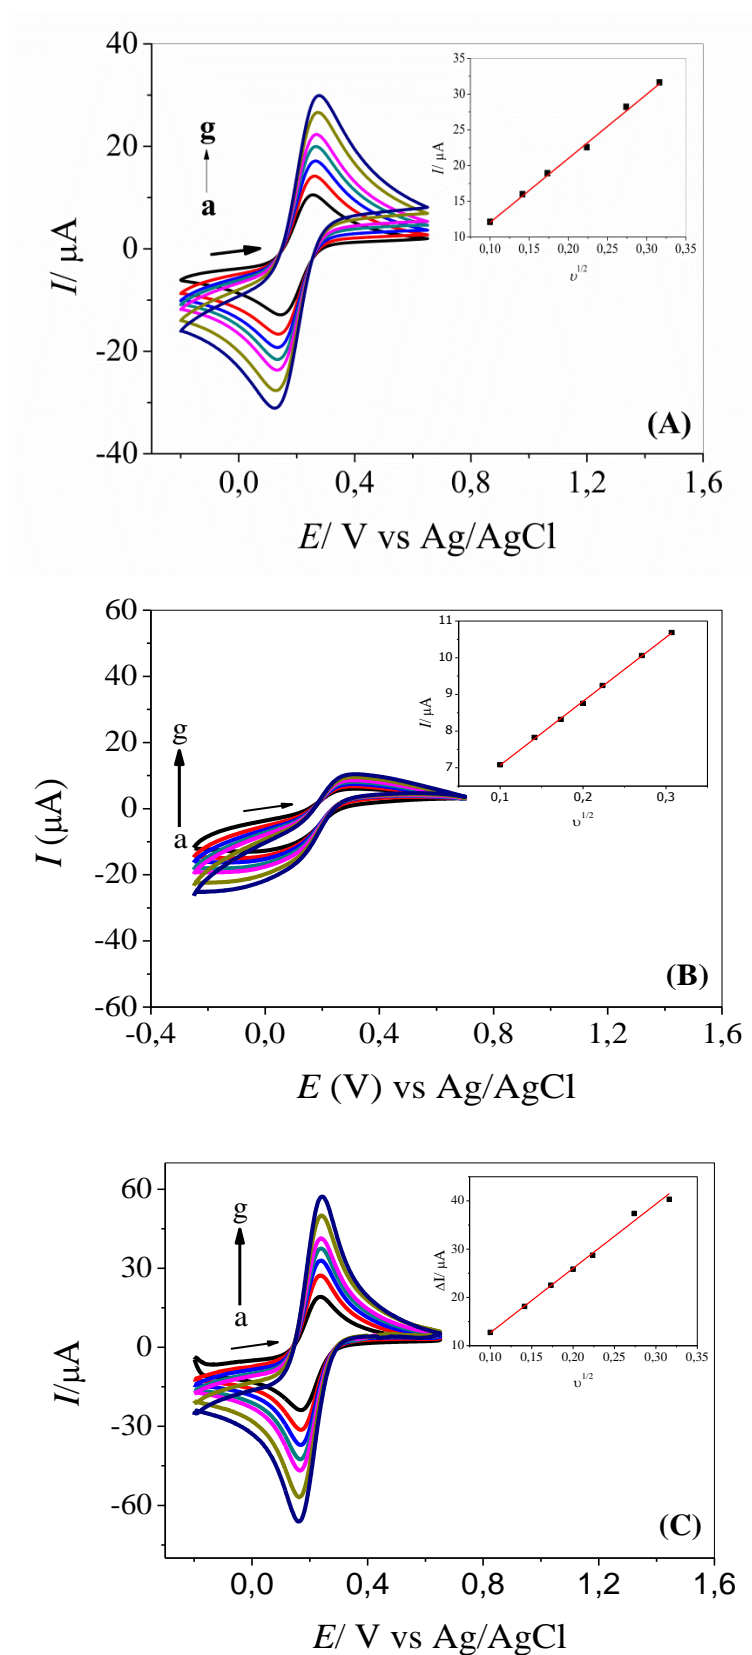 40
20
0
-20
-40
I/ µA
g
a
0,0 0,4 0,8 1,2 1,6
E/ V vs Ag/AgCl
(A)
35
30
25
20
15
10
I/ µA
0,10 0,15 0,20 0,25 0,30 0,35
υ1/2
60
40
20
0
-20
-40
-60
I (µA)
g
a
-0,4 0,0 0,4 0,8 1,2 1,6
E (V) vs Ag/AgCl
(B)
11
10
9
8
7
I/ µA
0,1 0,2 0,3
υ1/2
60
30
0
-30
-60
I/µA
g
a
0,0 0,4 0,8 1,2 1,6
E/ V vs Ag/AgCl
(C)
40
30
20
10
ΔI/ µA
0,10 0,15 0,20 0,25 0,30 0,35
υ1/2